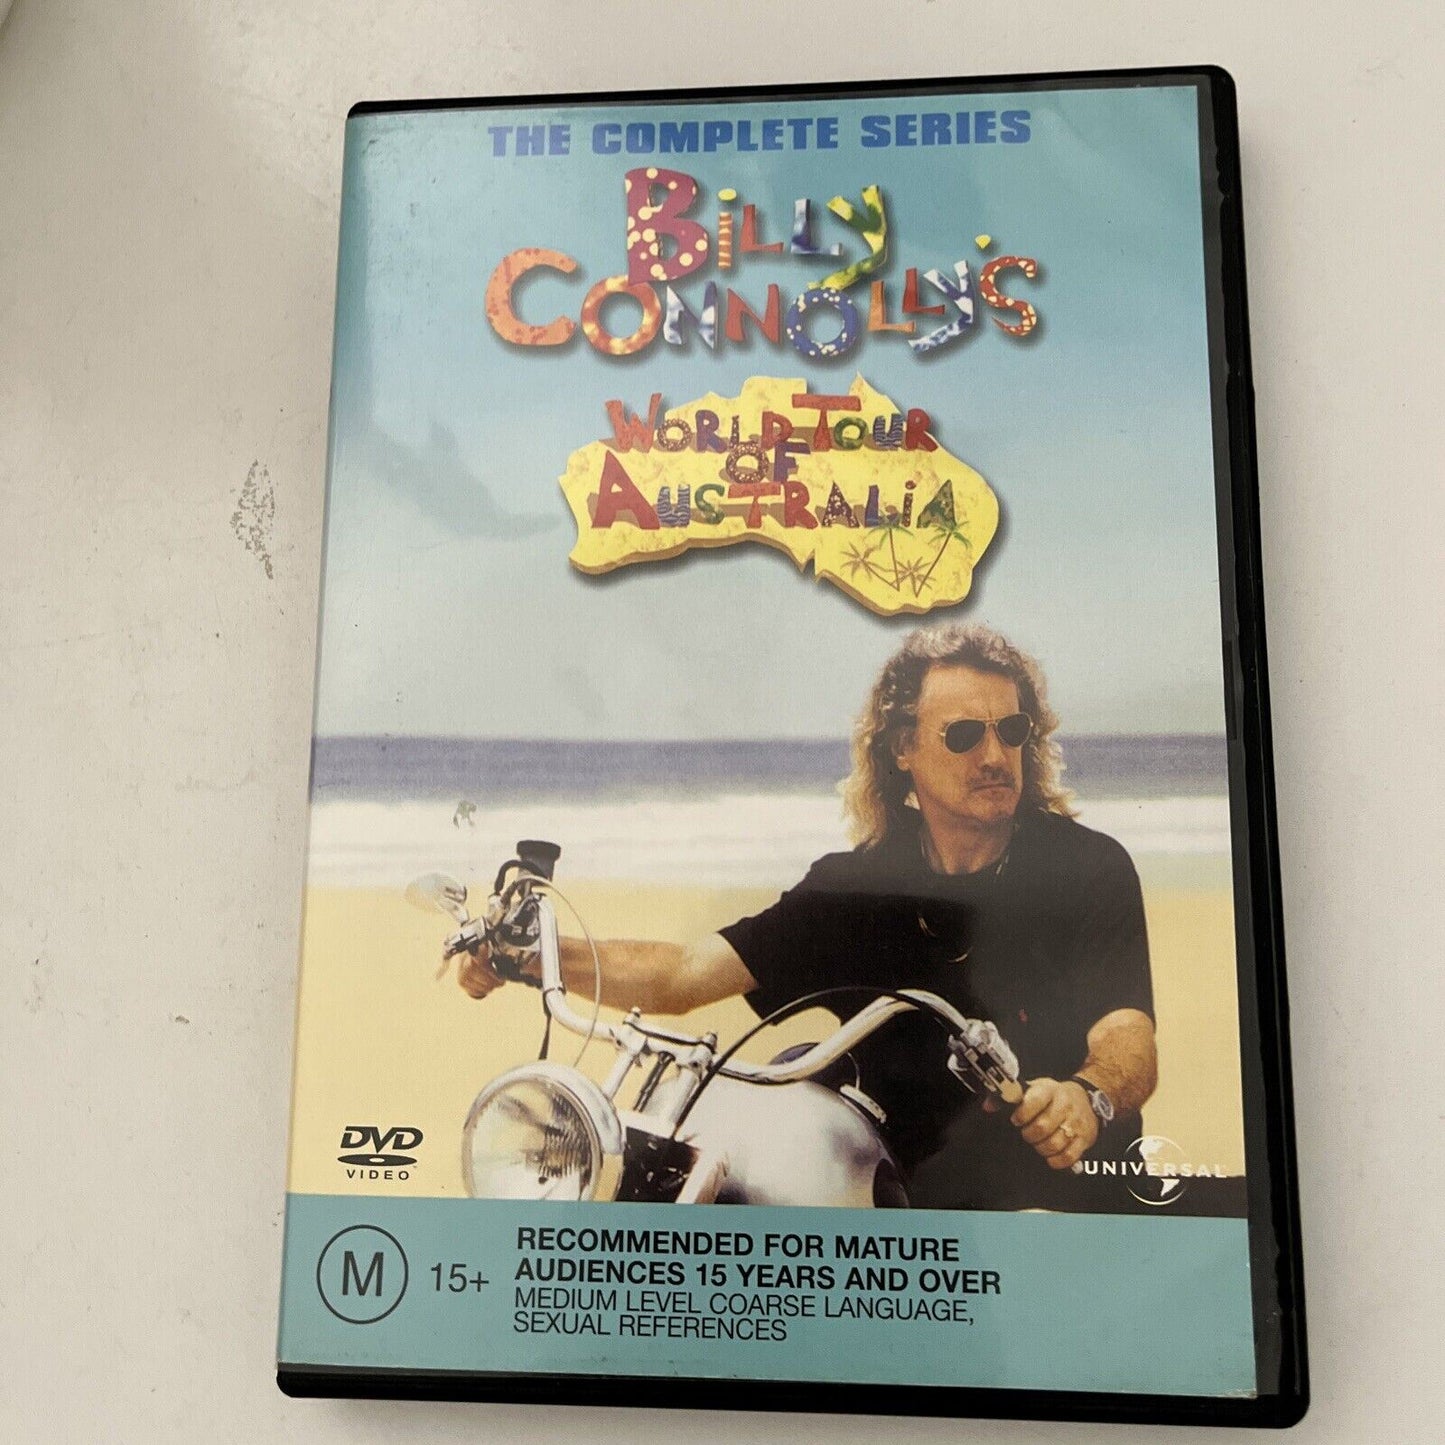 THE COMPLETE SERIES
BiLLy
CONNOLLY'S
WORLD TOUR
OF
AUSTRALiA
DVD
VIDEO
UNIVERSAL
M 15+
RECOMMENDED FOR MATURE
AUDIENCES 15 YEARS AND OVER
MEDIUM LEVEL COARSE LANGUAGE,
SEXUAL REFERENCES